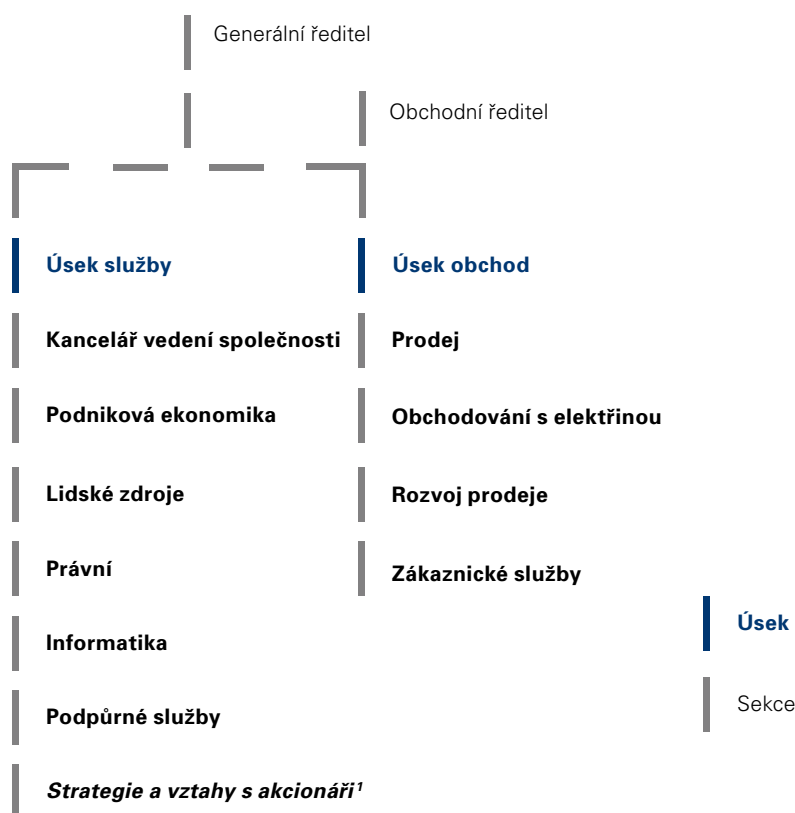 Generální ředitel
Obchodní ředitel
Úsek služby
Úsek obchod
Kancelář vedení společnosti
Prodej
Podniková ekonomika
Obchodování s elektřinou
Lidské zdroje
Rozvoj prodeje
Právní
Zákaznické služby
Informatika
Úsek
Podpůrné služby
Sekce
Strategie a vztahy s akcionáři¹